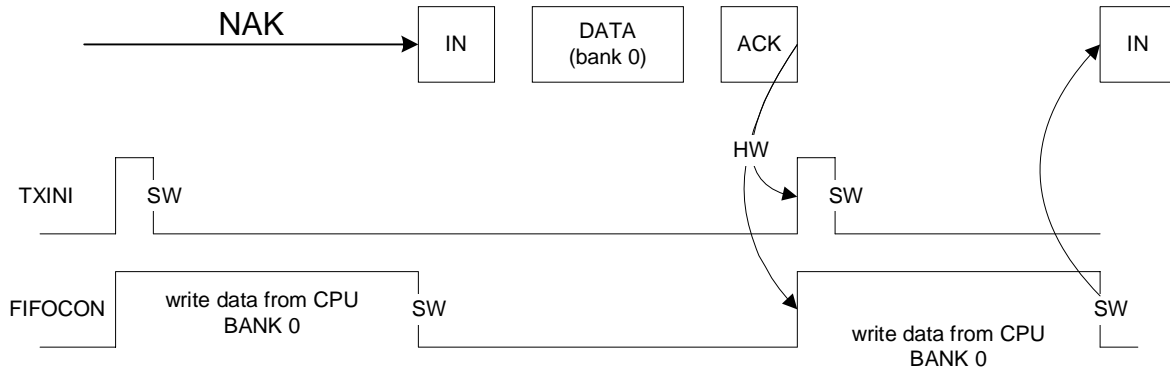 NAK
IN
DATA
(bank 0)
ACK
IN
HW
TXINI
SW
SW
FIFOCON
write data from CPU
BANK 0
SW
write data from CPU
BANK 0
SW